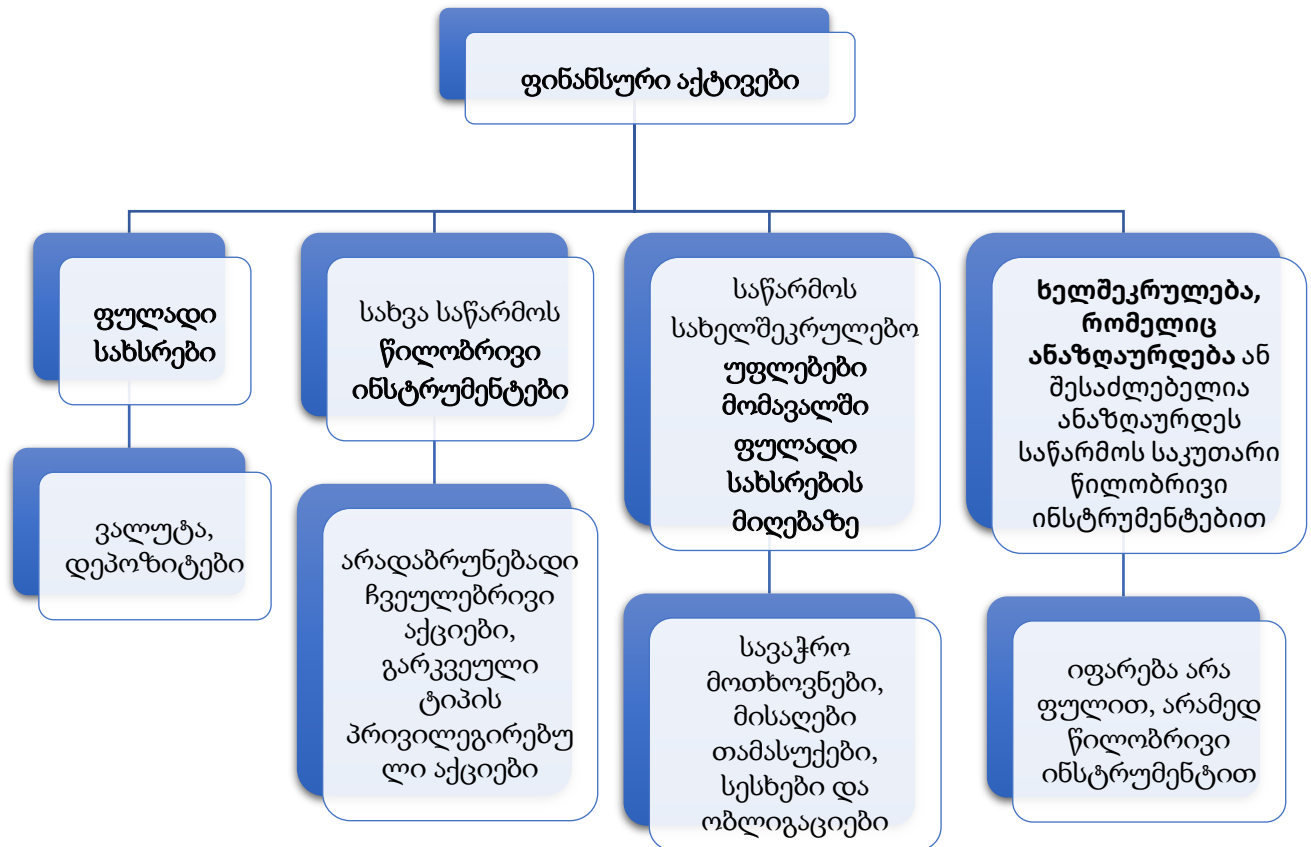 ფინანსური აქტივები
ფულადი
სახსრები
ვალუტა,
დეპოზიტები
სახვა საწარმოს
წილობრივი
ინსტრუმენტები
არადაბრუნებადი
ჩვეულებრივი
აქციები,
გარკვეული
ტიპის
პრივილეგირებუ
ლი აქციები
საწარმოს
სახელშეკრულებო
უფლებები
მომავალში
ფულადი
სახსრების
მიღებაზე
სავაჭრო
მოთხოვნები,
მისაღები
თამასუქები,
სესხები და
ობლიგაციები
ხელშეკრულება,
რომელიც
ანაზღაურდება ან
შესაძლებელია
ანაზღაურდეს
საწარმოს საკუთარი
წილობრივი
ინსტრუმენტებით
იფარება არა
ფულით, არამედ
წილობრივი
ინსტრუმენტით